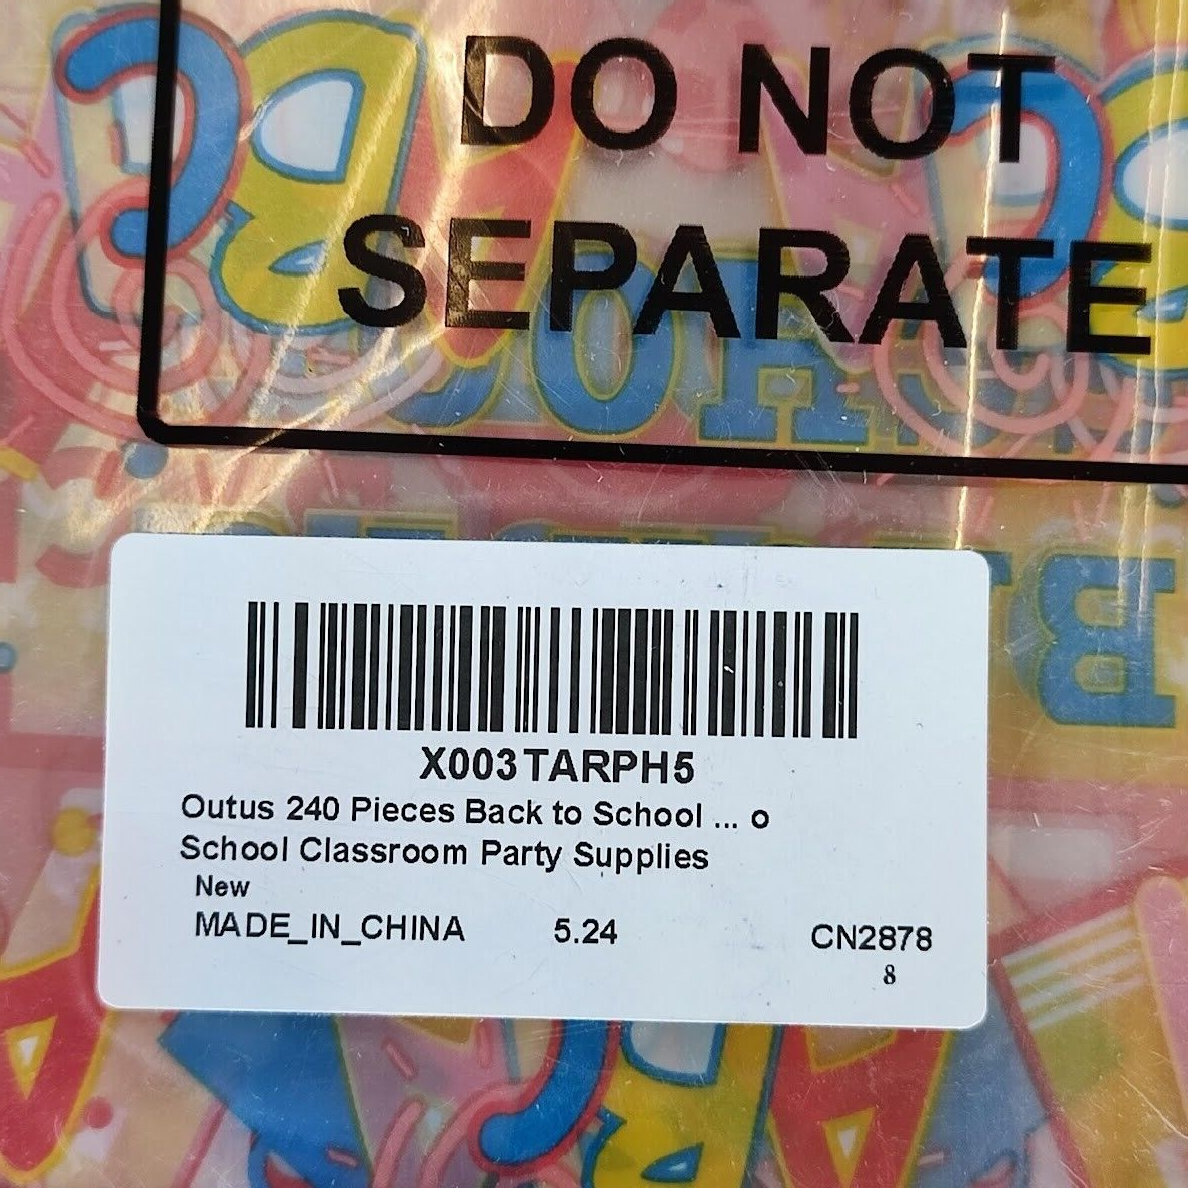 DO NOT
SEPARATE
X003TARPH5
Outus 240 Pieces Back to School ... o
School Classroom Party Supplies
New
MADE_IN_CHINA 5.24 CN2878
8